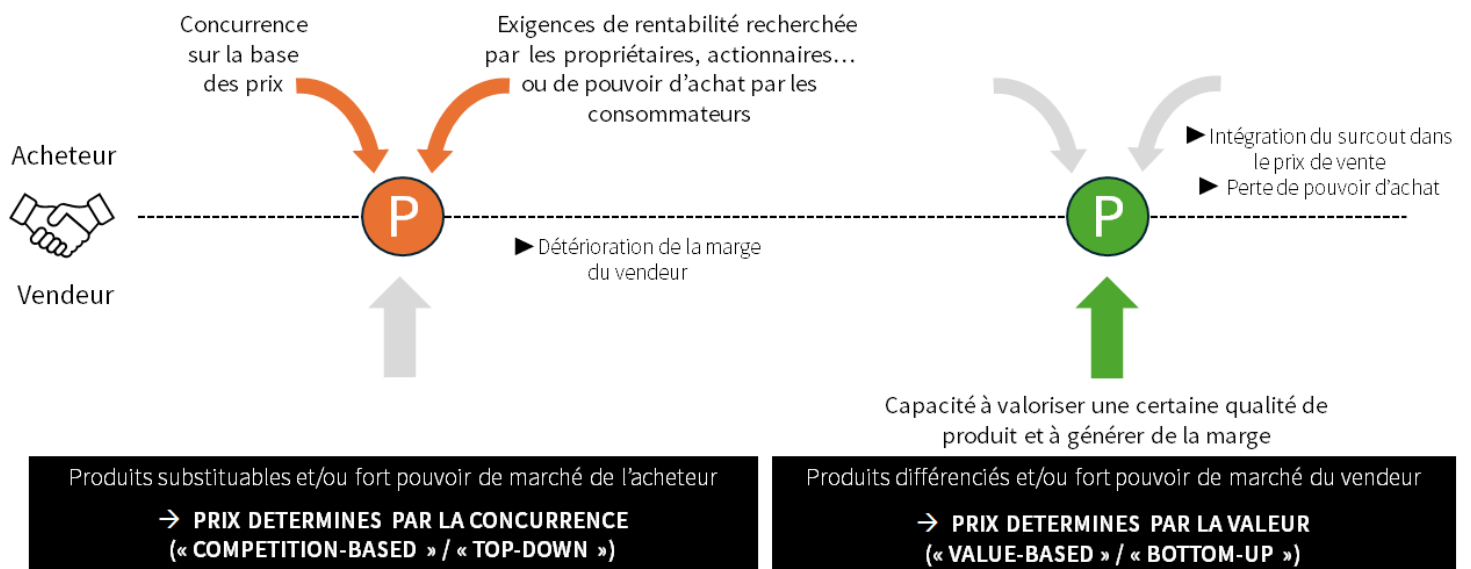 Concurrence
sur la base
des prix
Exigences de rentabilité recherchée
par les propriétaires, actionnaires…
ou de pouvoir d'achat par les
consommateurs
Acheteur
Vendeur
P
► Détérioration de la marge
du vendeur
P
► Intégration du surcout dans
le prix de vente
► Perte de pouvoir d'achat
Capacité à valoriser une certaine qualité de
produit et à générer de la marge
Produits substituables et/ou fort pouvoir de marché de l'acheteur
→ PRIX DETERMINES PAR LA CONCURRENCE
(« COMPETITION-BASED » / « TOP-DOWN »)
Produits différenciés et/ou fort pouvoir de marché du vendeur
→ PRIX DETERMINES PAR LA VALEUR
(« VALUE-BASED » / « BOTTOM-UP »)